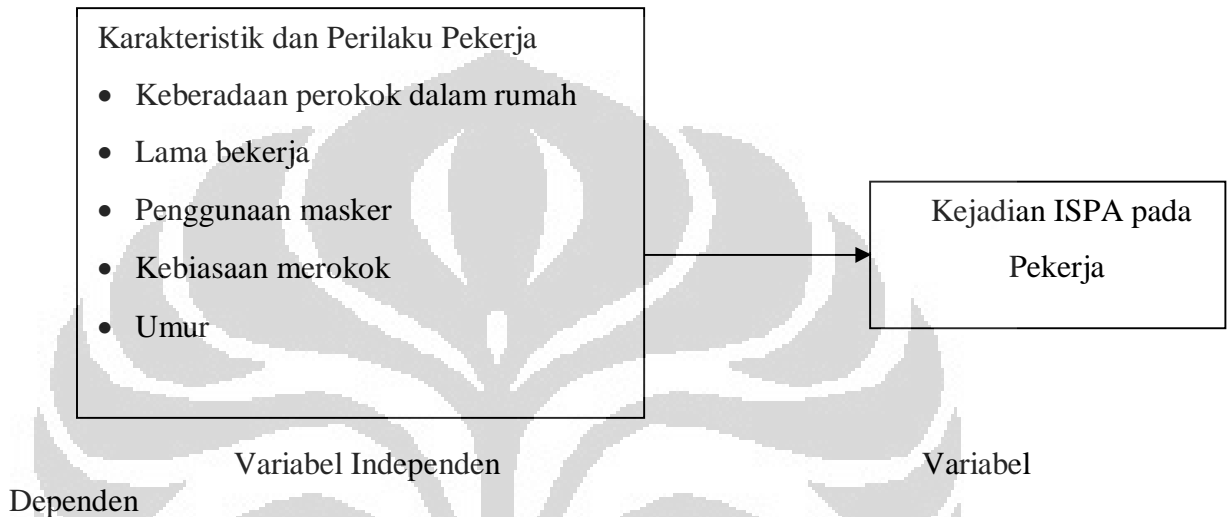 Karakteristik dan Perilaku Pekerja
• Keberadaan perokok dalam rumah
• Lama bekerja
• Penggunaan masker
• Kebiasaan merokok
• Umur
Kejadian ISPA pada
Pekerja
Variabel Independen Variabel
Dependen